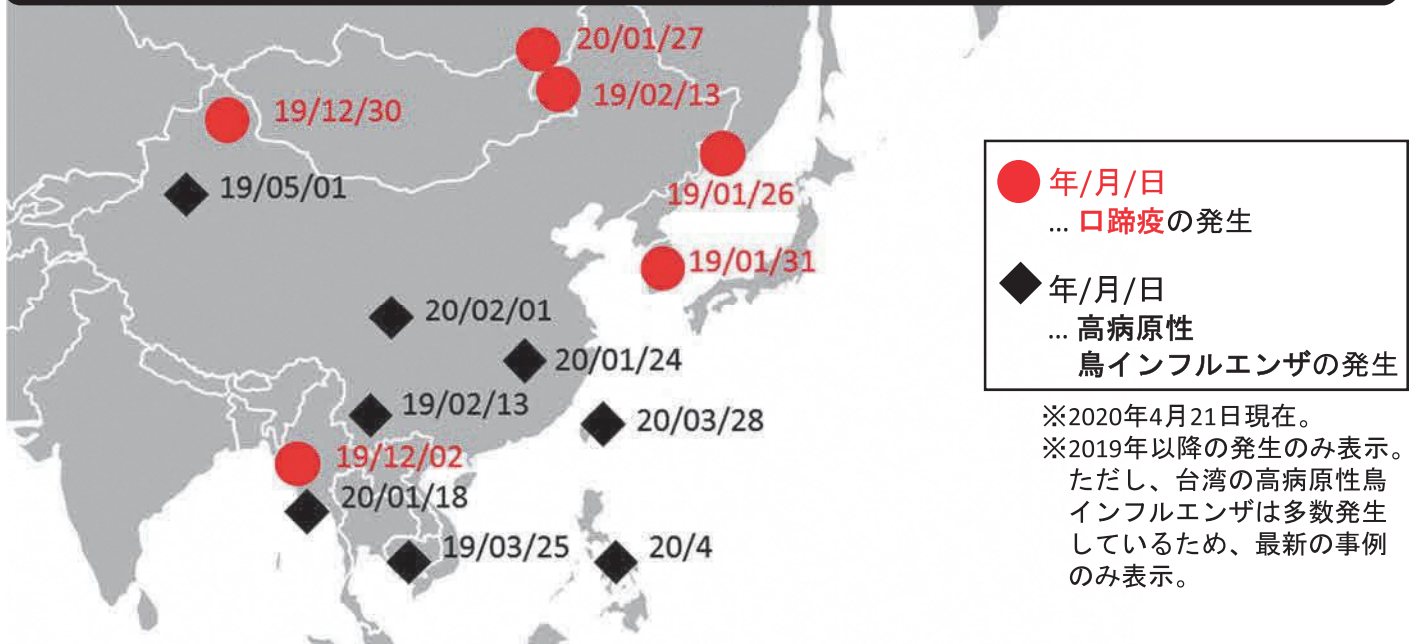 20/01/27
19/02/13
19/12/30
19/05/01
19/01/26
19/01/31
20/02/01
20/01/24
19/02/13
20/03/28
19/12/02
20/01/18
19/03/25
20/4
年/月/日
... 口蹄疫の発生
年/月/日
... 高病原性
鳥インフルエンザの発生
※2020年4月21日現在。
※2019年以降の発生のみ表示。
ただし、台湾の高病原性鳥
インフルエンザは多数発生
しているため、最新の事例
のみ表示。